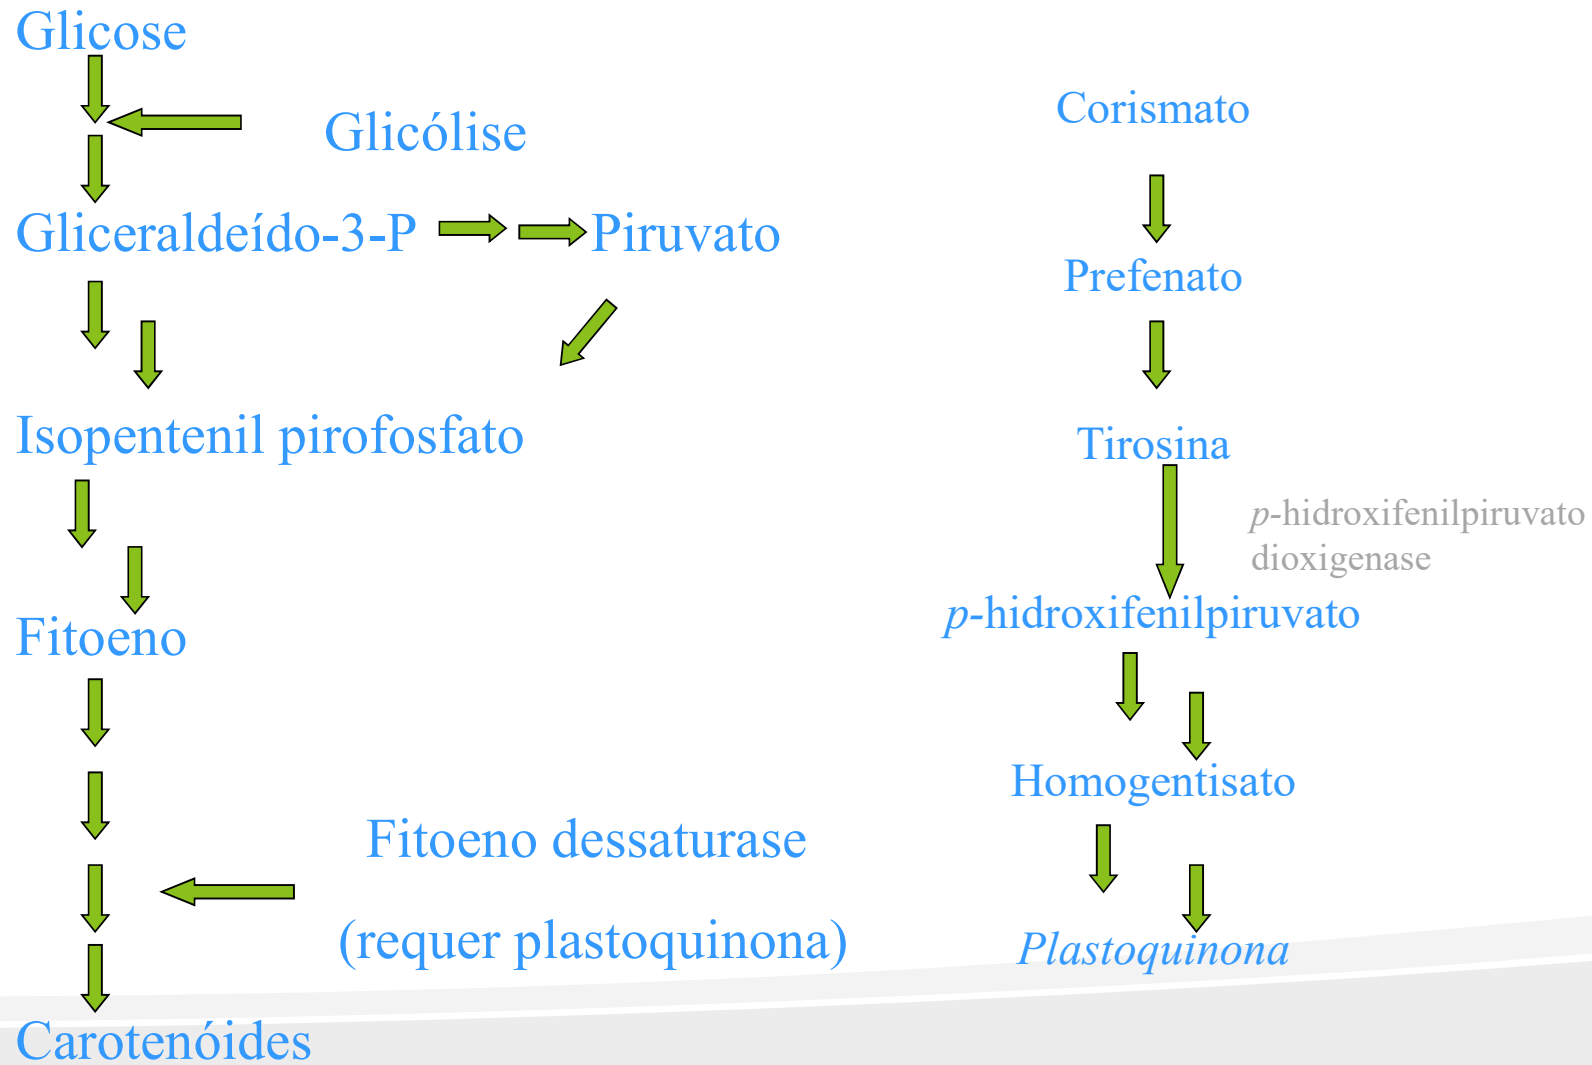 Glicose
Glicólise
Gliceraldeído-3-P
Piruvato
Isopentenil pirofosfato
Fitoeno
Fitoeno dessaturase
(requer plastoquinona)
Carotenóides
Corismato
Prefenato
Tirosina
p-hidroxifenilpiruvato
dioxigenase
p-hidroxifenilpiruvato
Homogentisato
Plastoquinona